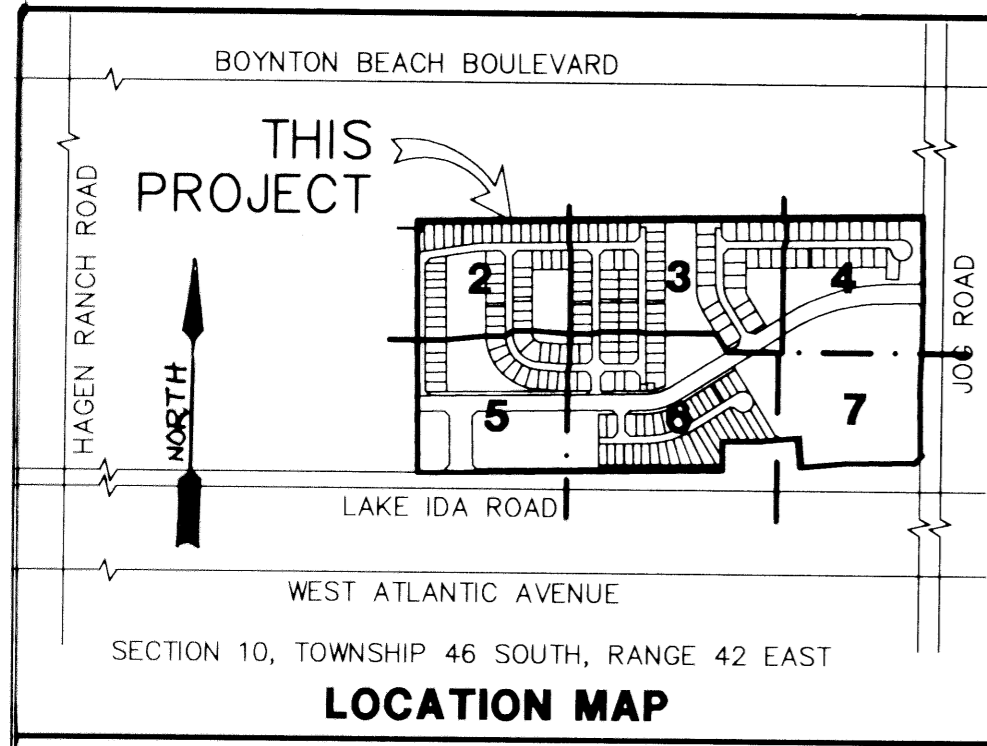 BOYNTON BEACH BOULEVARD
THIS
PROJECT
HAGEN RANCH ROAD
NORTH
2
3
4
JOG ROAD
5
6
7
LAKE IDA ROAD
WEST ATLANTIC AVENUE
SECTION 10, TOWNSHIP 46 SOUTH, RANGE 42 EAST
LOCATION MAP